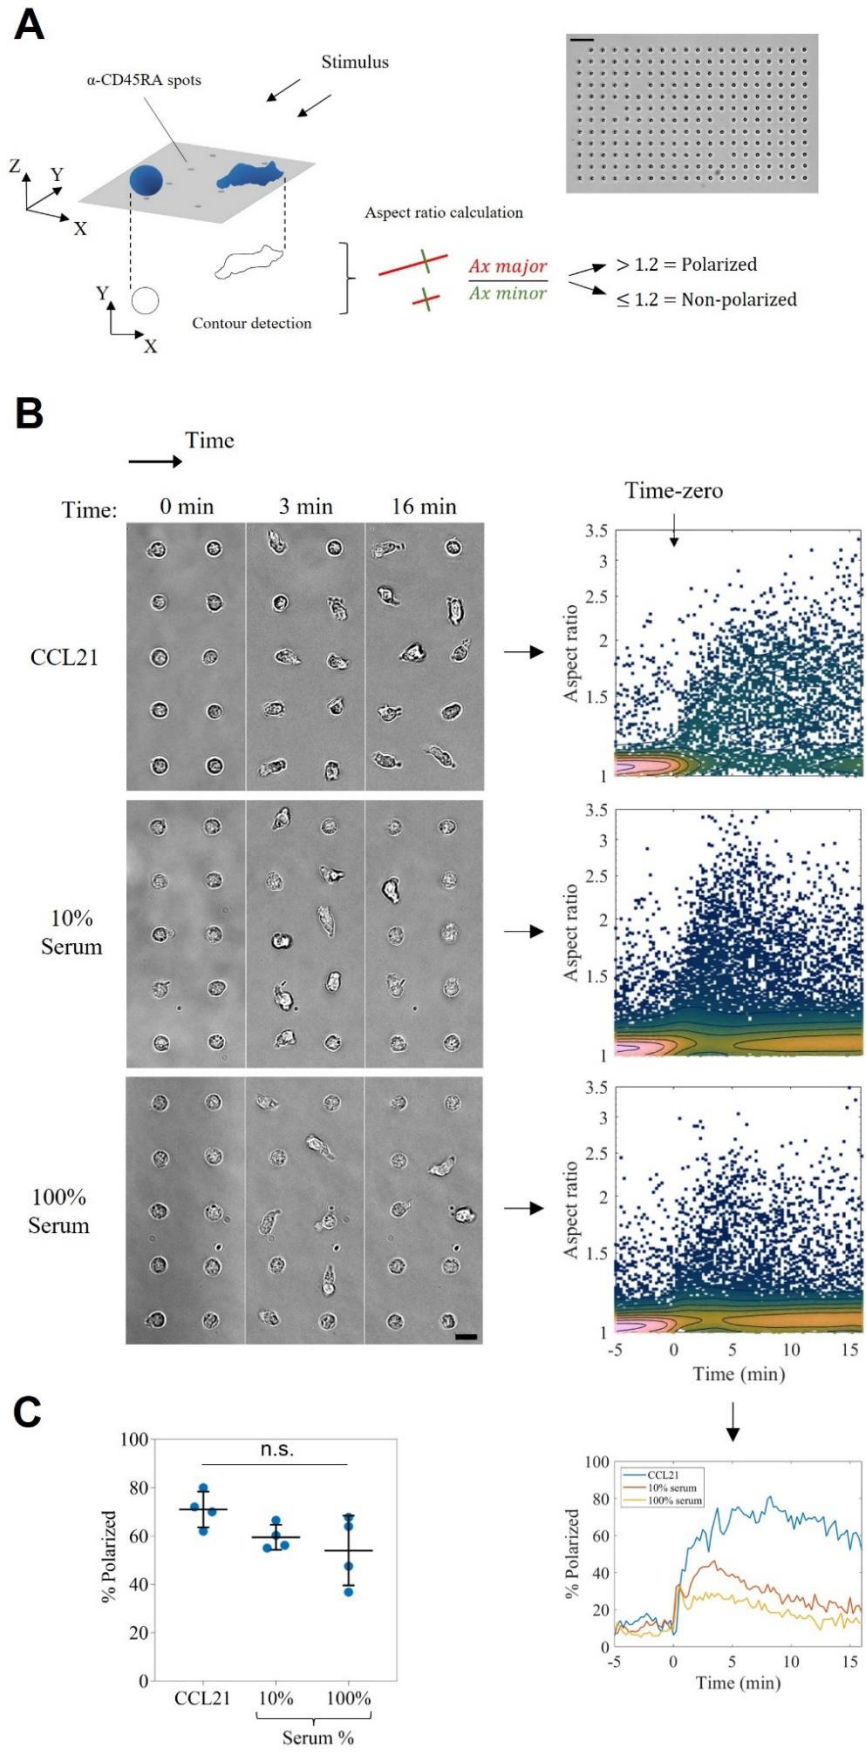 A
Stimulus
α-CD45RA spots
Z
Y
X
Aspect ratio calculation
Ax major
Ax minor
> 1.2 = Polarized
≤ 1.2 = Non-polarized
Y
X
Contour detection
B
Time
Time: 0 min 3 min 16 min
Time-zero
CCL21
Aspect ratio
3.5
3
2.5
2
1.5
1
10%
Serum
Aspect ratio
3.5
3
2.5
2
1.5
1
100%
Serum
Aspect ratio
3.5
3
2.5
2
1.5
1
-5 0 5 10 15
Time (min)
C
% Polarized
100
80
60
40
20
0
n.s.
CCL21 10% 100%
Serum %
% Polarized
100
80
60
40
20
0
CCL21
10% serum
100% serum
-5 0 5 10 15
Time (min)